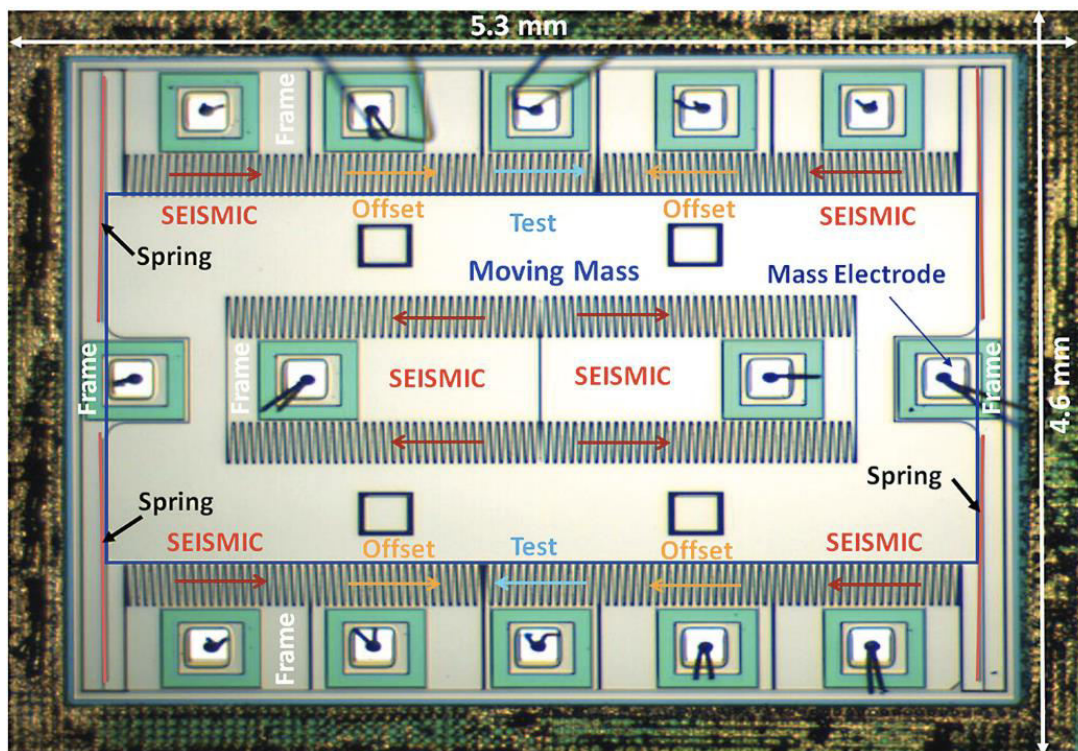 5.3 mm
4.6 mm
Frame
SEISMIC
Offset
Test
Offset
SEISMIC
Spring
Moving Mass
Mass Electrode
Frame
Frame
SEISMIC
SEISMIC
Frame
Spring
Spring
SEISMIC
Offset
Test
Offset
SEISMIC
Frame